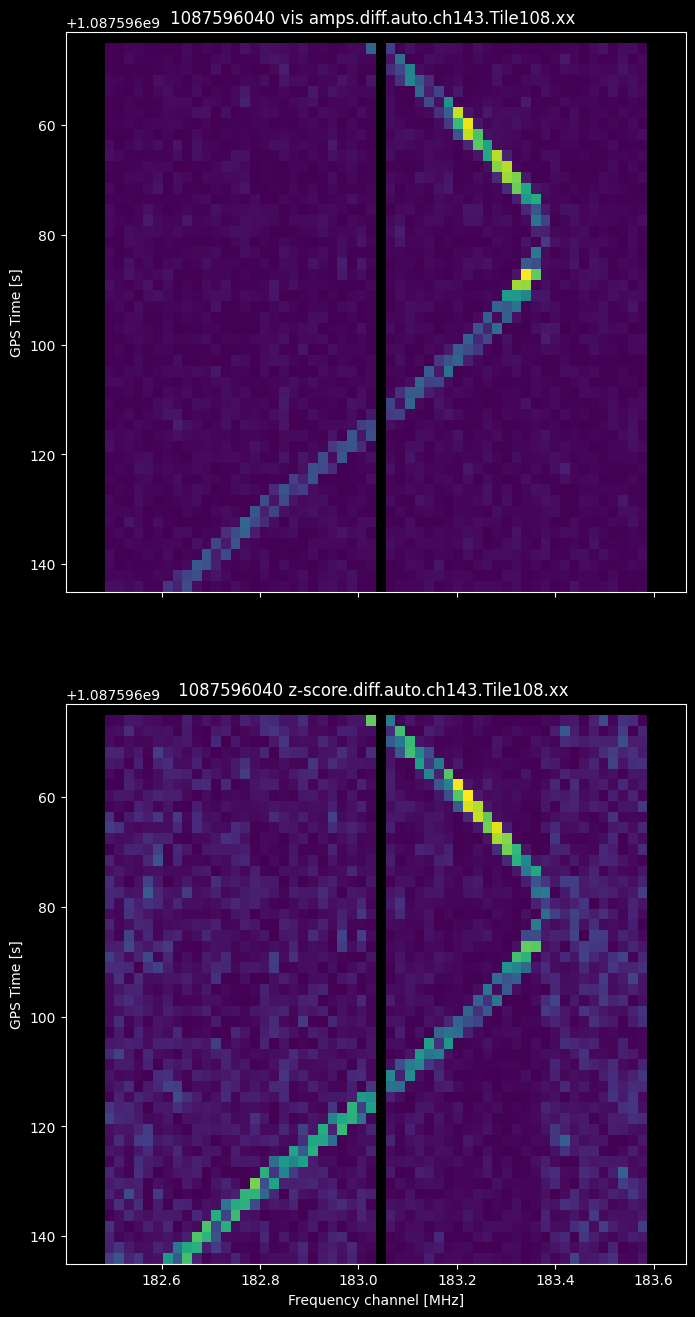 1087596040 vis amps.diff.auto.ch143.Tile108.xx
+1.087596e9
60
80
100
120
140
GPS Time [s]
1087596040 z-score.diff.auto.ch143.Tile108.xx
+1.087596e9
60
80
100
120
140
GPS Time [s]
182.6 182.8 183.0 183.2 183.4 183.6
Frequency channel [MHz]